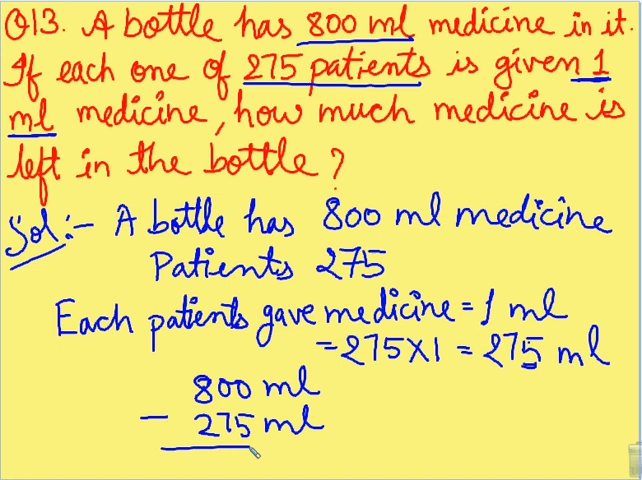 Q13. A bottle has 800 ml medicine in it.
If each one of 275 patients is given 1
ml medicine, how much medicine is
left in the bottle?
Sol:- A bottle has 800 ml medicine
Patients 275
Each patients gave medicine = 1 ml
= 275 X 1 = 275 ml
800 ml
- 275 ml